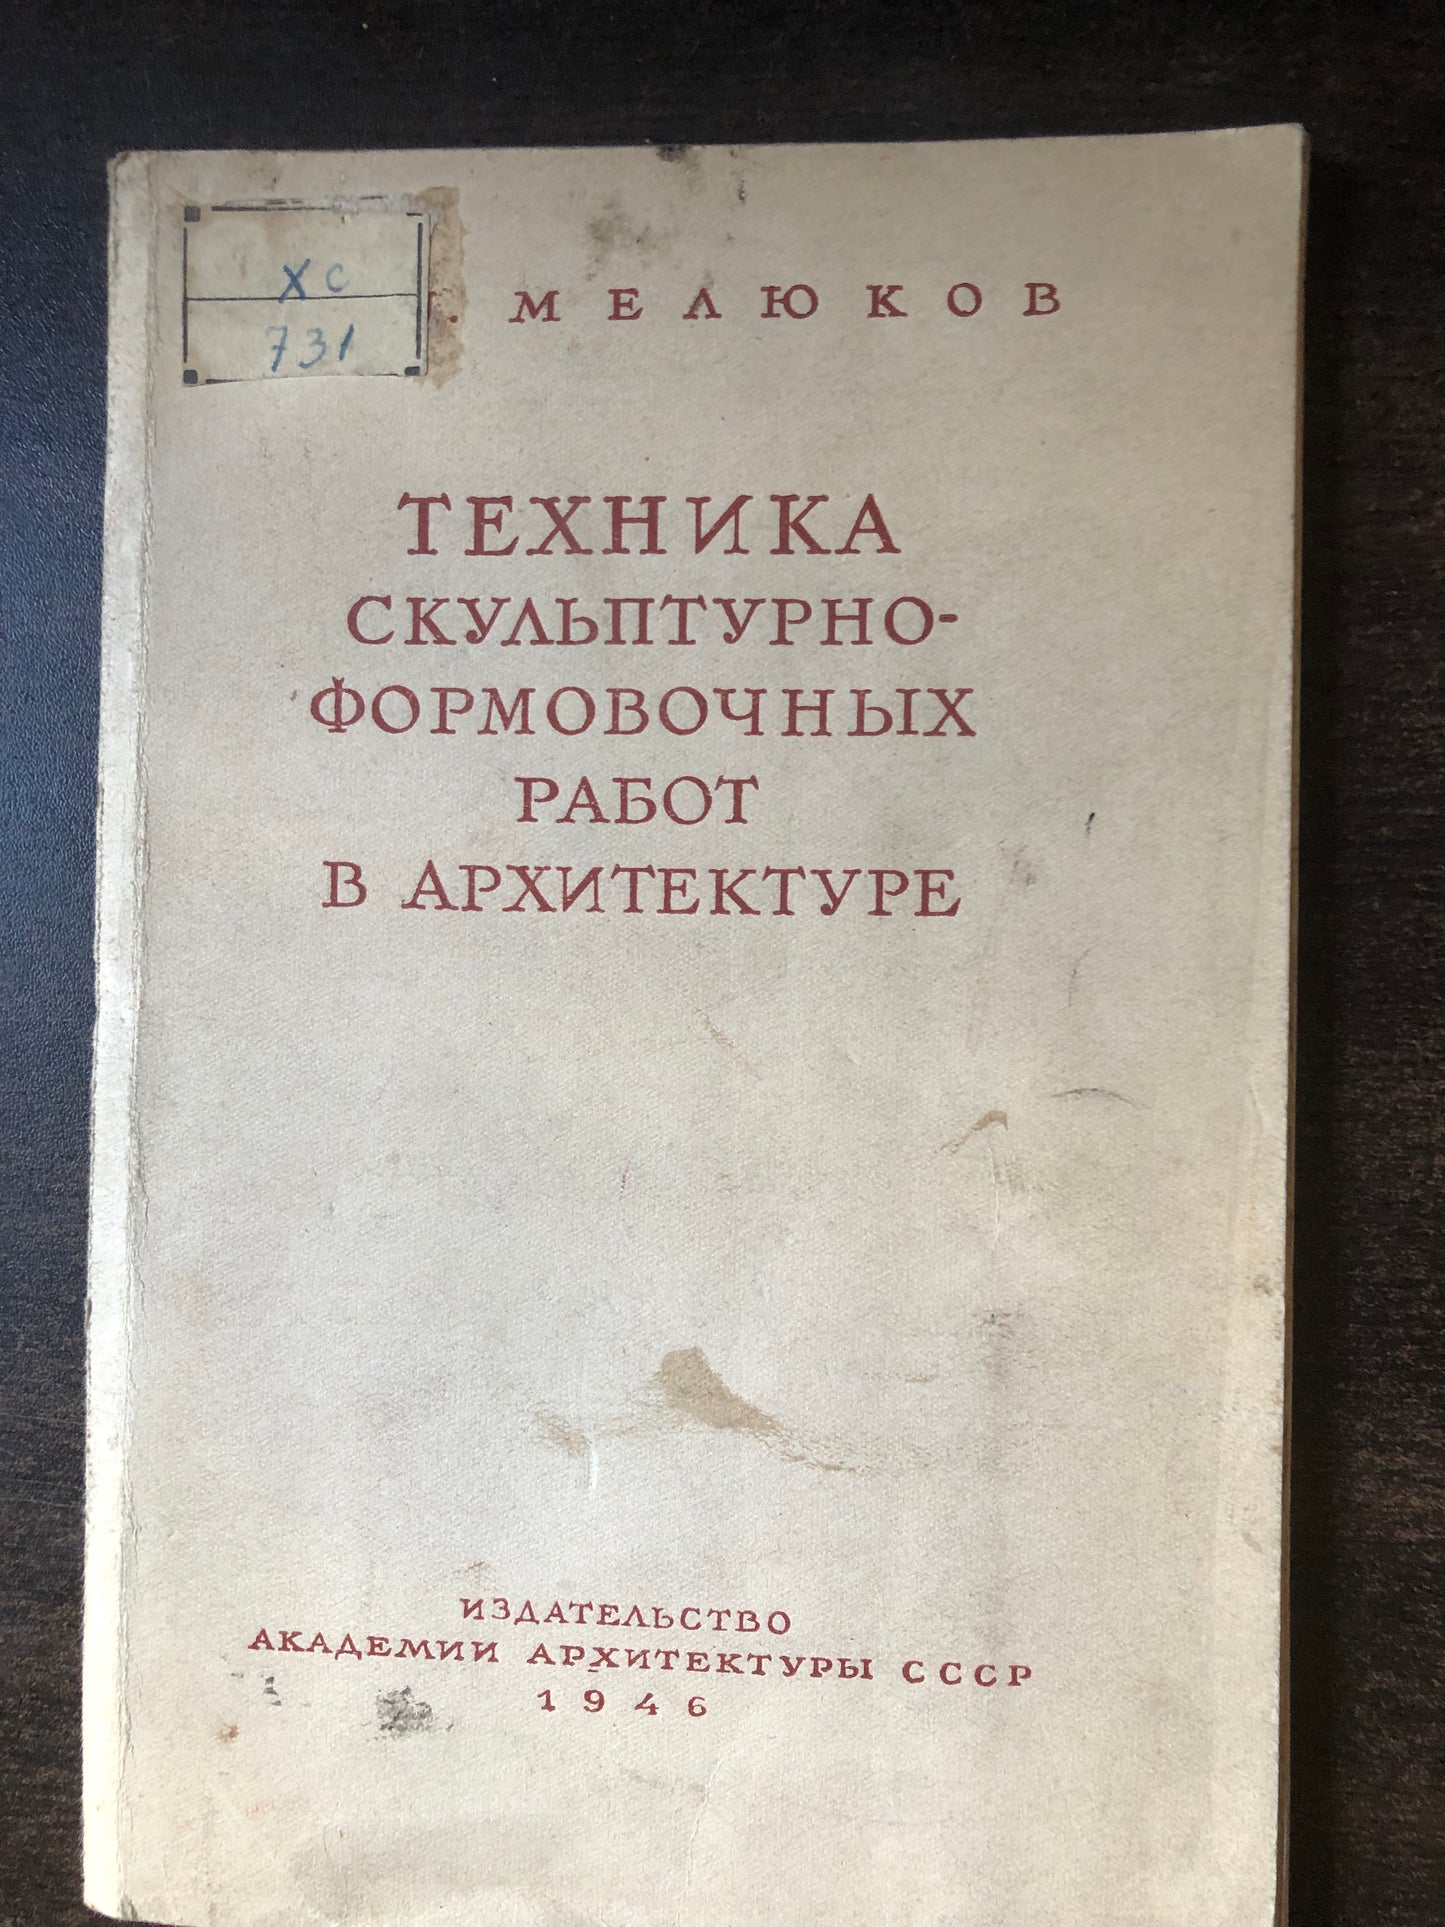 ХС
731
. МЕЛЮКОВ
ТЕХНИКА
СКУЛЬПТУРНО-
ФОРМОВОЧНЫХ
РАБОТ
В АРХИТЕКТУРЕ
ИЗДАТЕЛЬСТВО
АКАДЕМИИ АРХИТЕКТУРЫ СССР
1946